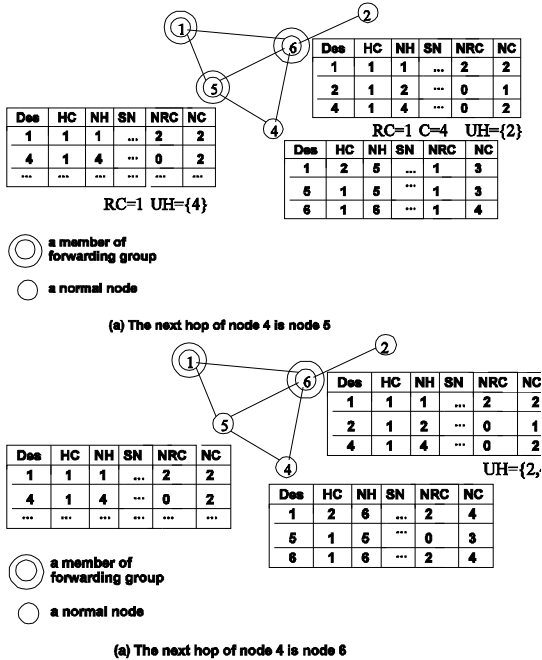 1
2
6
5
4
Des HC NH SN NRC NC
1 1 1 ... 2 2
2 1 2 ... 0 1
4 1 4 ... 0 2
RC=1 C=4 UH={2}
Des HC NH SN NRC NC
1 1 1 ... 2 2
4 1 4 ... 0 2
... ... ... ... ... ...
RC=1 UH={4}
Des HC NH SN NRC NC
1 2 5 ... 1 3
5 1 5 ... 1 3
6 1 6 ... 1 4
a member of
forwarding group
a normal node
(a) The next hop of node 4 is node 5
1
2
6
5
4
Des HC NH SN NRC NC
1 1 1 ... 2 2
2 1 2 ... 0 1
4 1 4 ... 0 2
UH={2,4
Des HC NH SN NRC NC
1 1 1 ... 2 2
4 1 4 ... 0 2
... ... ... ... ... ...
Des HC NH SN NRC NC
1 2 6 ... 2 4
5 1 5 ... 0 3
6 1 6 ... 2 4
a member of
forwarding group
a normal node
(a) The next hop of node 4 is node 6